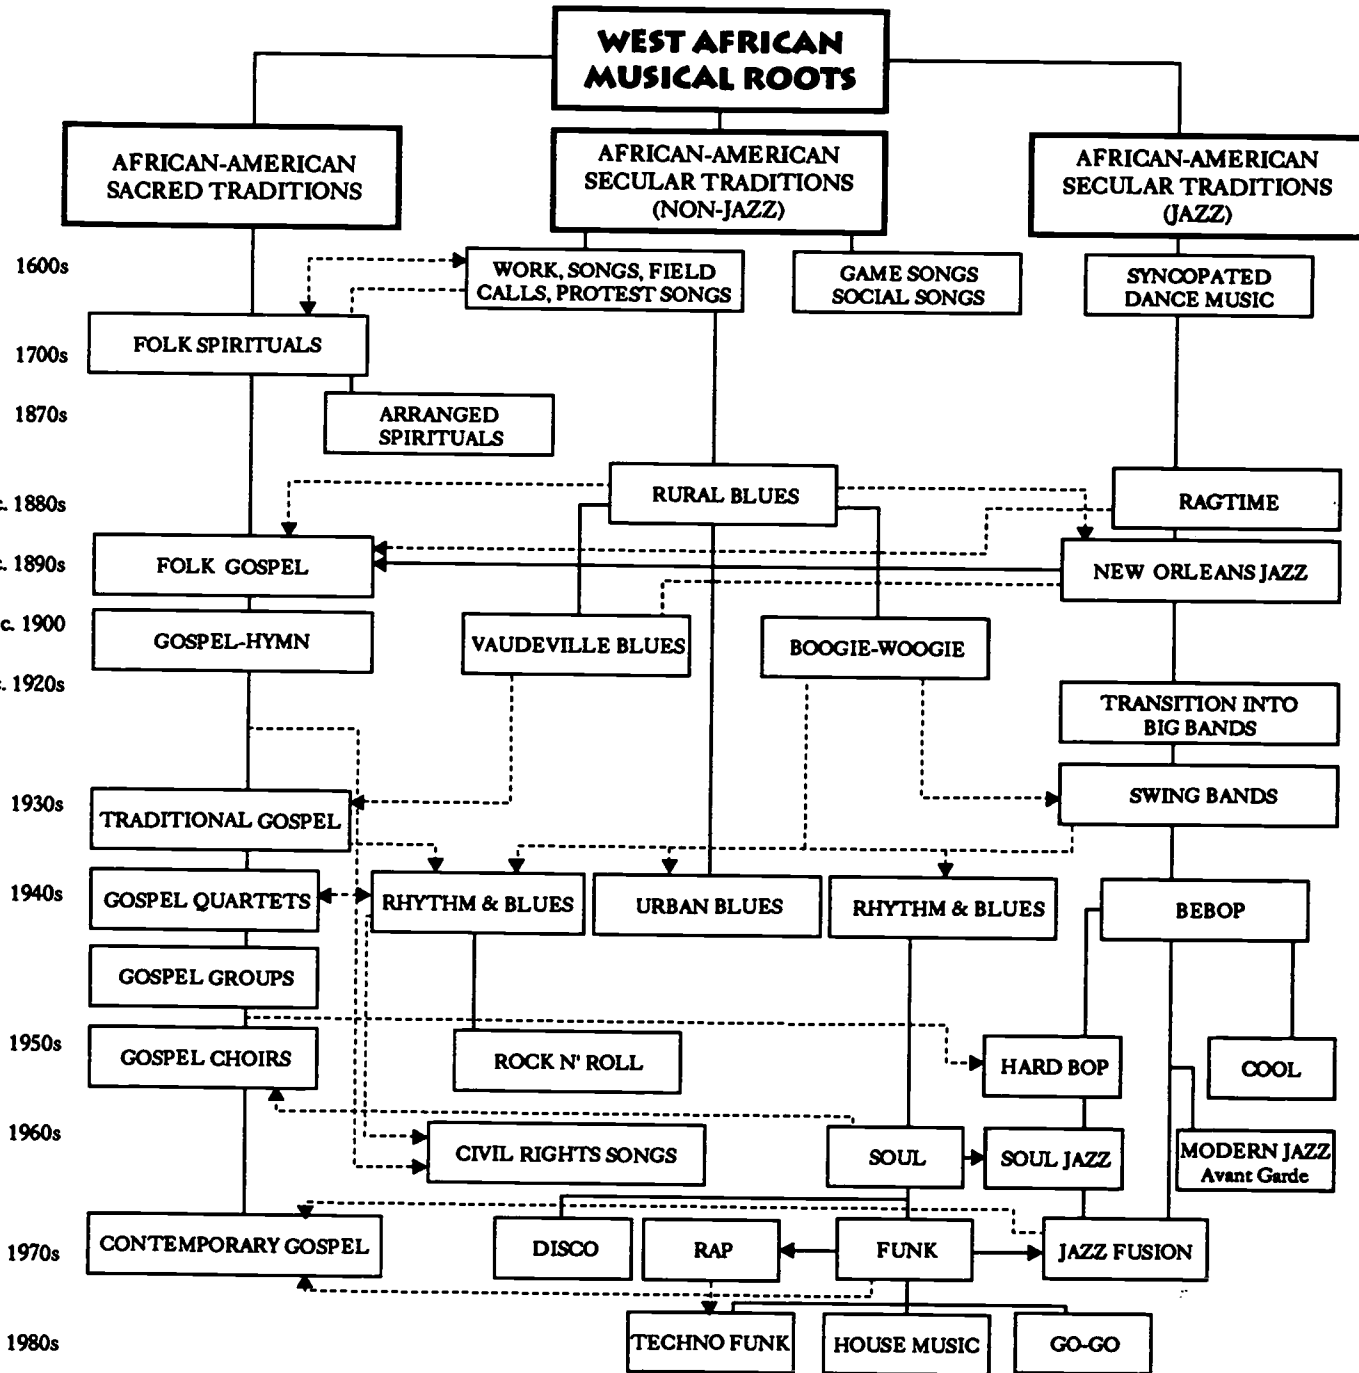 WEST AFRICAN
MUSICAL ROOTS
AFRICAN-AMERICAN
SACRED TRADITIONS
AFRICAN-AMERICAN
SECULAR TRADITIONS
(NON-JAZZ)
AFRICAN-AMERICAN
SECULAR TRADITIONS
(JAZZ)
1600s
WORK, SONGS, FIELD
CALLS, PROTEST SONGS
GAME SONGS
SOCIAL SONGS
SYNCOPATED
DANCE MUSIC
1700s
FOLK SPIRITUALS
1870s
ARRANGED
SPIRITUALS
c. 1880s
RURAL BLUES
RAGTIME
c. 1890s
FOLK GOSPEL
NEW ORLEANS JAZZ
c. 1900
GOSPEL-HYMN
VAUDEVILLE BLUES
BOOGIE-WOOGIE
c. 1920s
TRANSITION INTO
BIG BANDS
1930s
TRADITIONAL GOSPEL
SWING BANDS
1940s
GOSPEL QUARTETS
RHYTHM & BLUES
URBAN BLUES
RHYTHM & BLUES
BEBOP
GOSPEL GROUPS
1950s
GOSPEL CHOIRS
ROCK N' ROLL
HARD BOP
COOL
1960s
CIVIL RIGHTS SONGS
SOUL
SOUL JAZZ
MODERN JAZZ
Avant Garde
1970s
CONTEMPORARY GOSPEL
DISCO
RAP
FUNK
JAZZ FUSION
1980s
TECHNO FUNK
HOUSE MUSIC
GO-GO